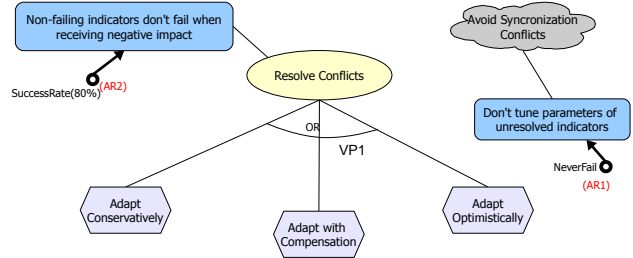 Non-failing indicators don't fail when
receiving negative impact
Avoid Syncronization
Conflicts
Resolve Conflicts
SuccessRate(80%)
(AR2)
Don't tune parameters of
unresolved indicators
OR
VP1
NeverFail
(AR1)
Adapt
Conservatively
Adapt with
Compensation
Adapt
Optimistically